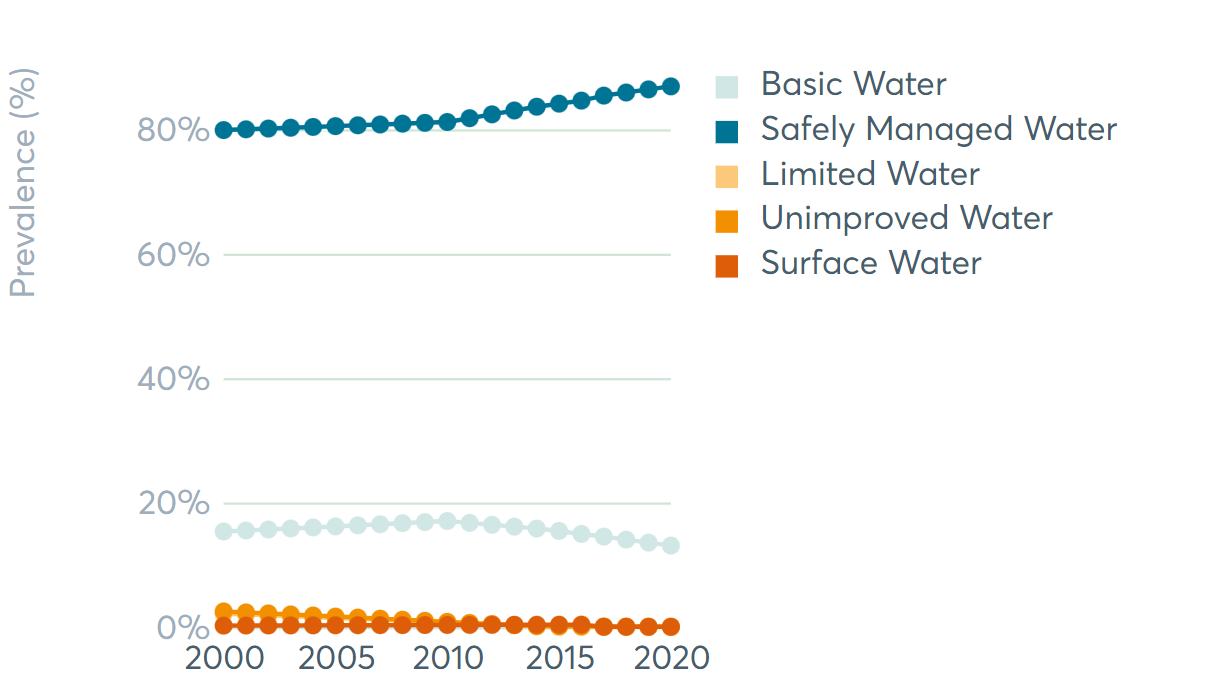 Prevalence (%)
80%
60%
40%
20%
0%
2000 2005 2010 2015 2020
Basic Water
Safely Managed Water
Limited Water
Unimproved Water
Surface Water